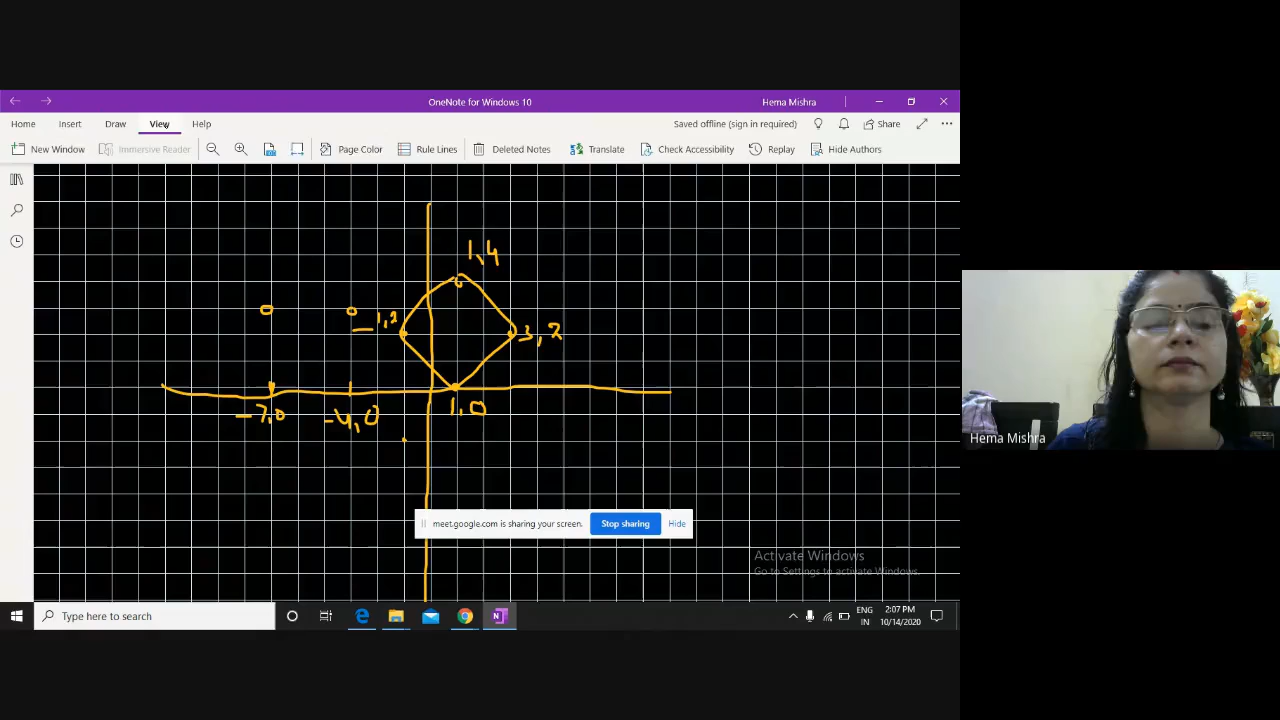 OneNote for Windows 10
Hema Mishra
Home Insert Draw View Help
Saved offline (sign in required) Share
New Window Immersive Reader Page Color Rule Lines Deleted Notes Translate Check Accessibility Replay Hide Authors
1,4
-1,2
3,2
-7,0
-4,0
1,0
Hema Mishra
meet.google.com is sharing your screen. Stop sharing Hide
Activate Windows
Go to Settings to activate Windows.
Type here to search
ENG
IN
2:07 PM
10/14/2020